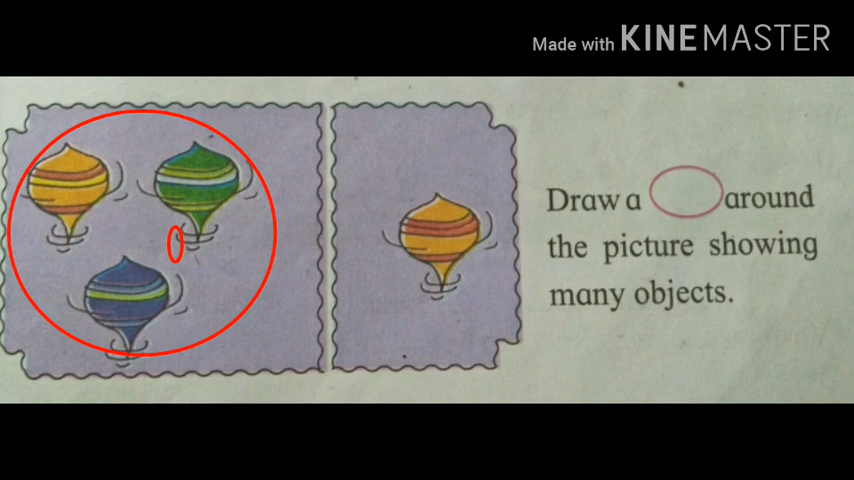 Made with KINEMASTER
Draw a around
the picture showing
many objects.